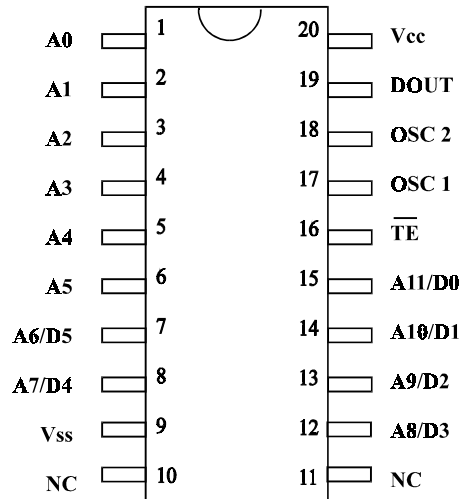 A0 1 20 Vcc
A1 2 19 DOUT
A2 3 18 OSC 2
A3 4 17 OSC 1
A4 5 16 TE
A5 6 15 A11/D0
A6/D5 7 14 A10/D1
A7/D4 8 13 A9/D2
Vss 9 12 A8/D3
NC 10 11 NC